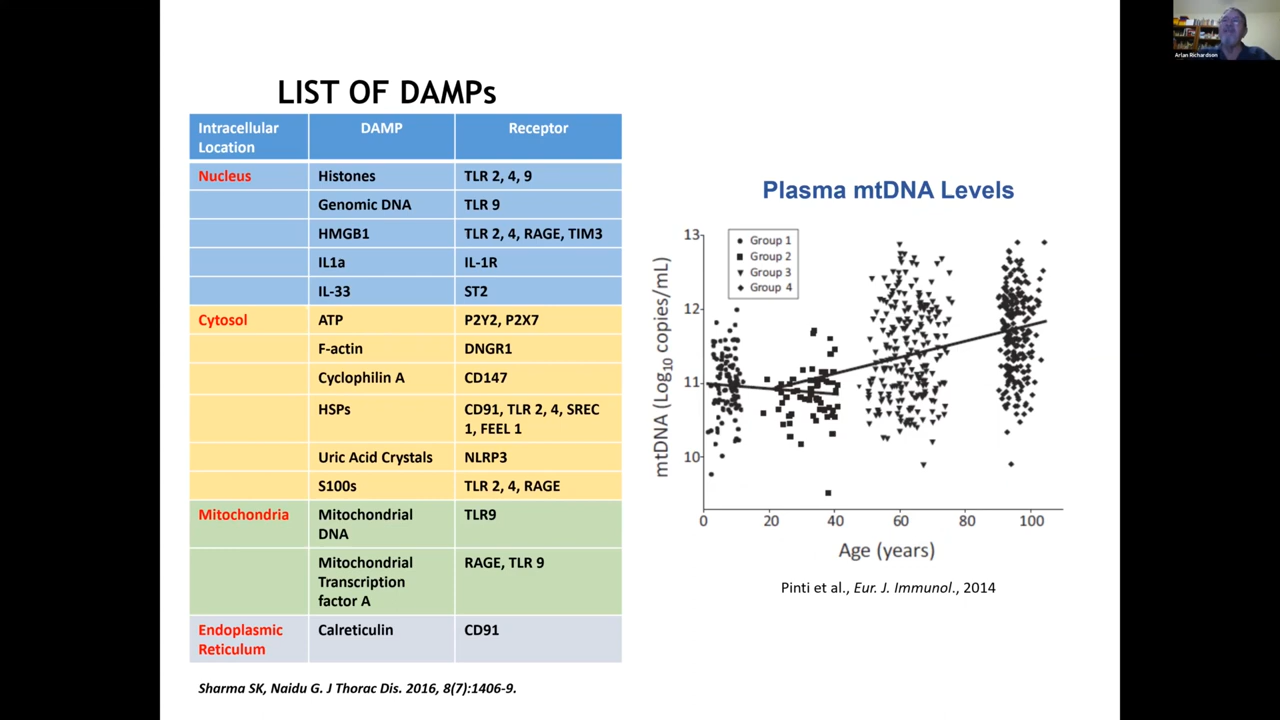 Arlan Richardson
LIST OF DAMPs
Intracellular
Location
DAMP
Receptor
Nucleus
Histones
TLR 2, 4, 9
Genomic DNA
TLR 9
HMGB1
TLR 2, 4, RAGE, TIM3
IL1a
IL-1R
IL-33
ST2
Cytosol
ATP
P2Y2, P2X7
F-actin
DNGR1
Cyclophilin A
CD147
HSPs
CD91, TLR 2, 4, SREC
1, FEEL 1
Uric Acid Crystals
NLRP3
S100s
TLR 2, 4, RAGE
Mitochondria
Mitochondrial
DNA
TLR9
Mitochondrial
Transcription
factor A
RAGE, TLR 9
Endoplasmic
Reticulum
Calreticulin
CD91
Sharma SK, Naidu G. J Thorac Dis. 2016, 8(7):1406-9.
Plasma mtDNA Levels
mtDNA (Log10 copies/mL)
13
12
11
10
Group 1
Group 2
Group 3
Group 4
0
20
40
60
80
100
Age (years)
Pinti et al., Eur. J. Immunol., 2014